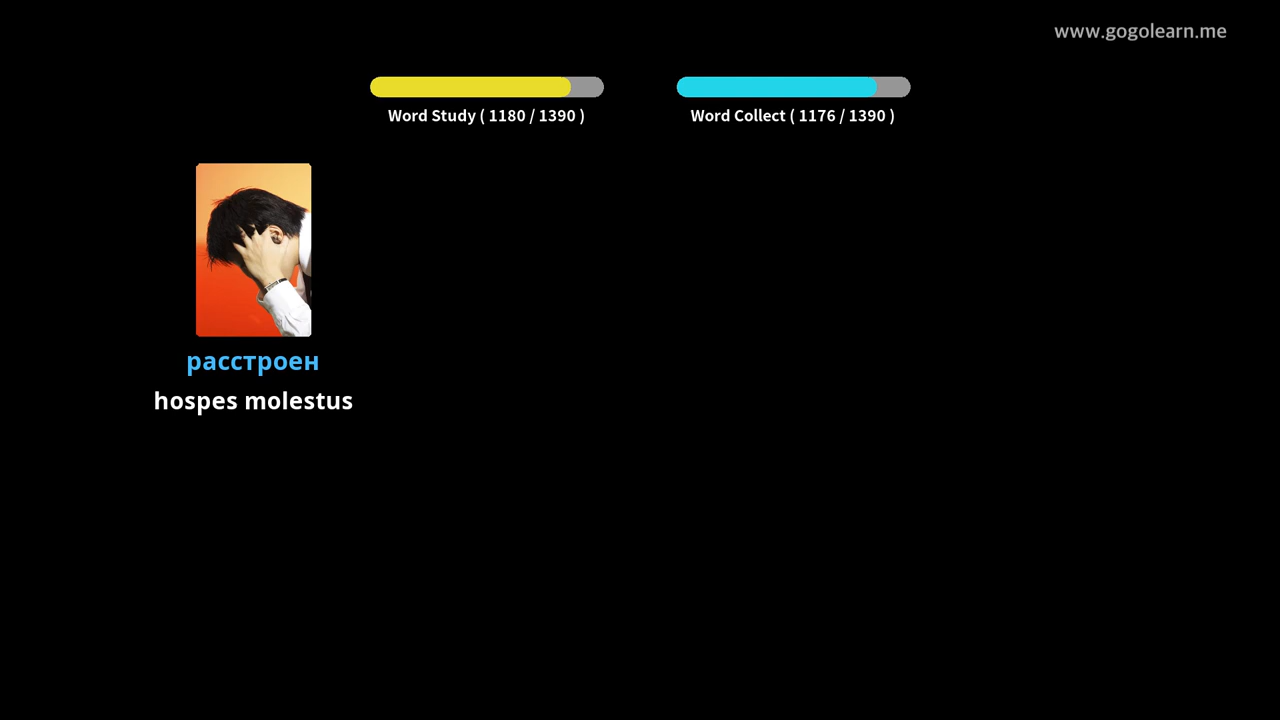 www.gogolearn.me
Word Study ( 1180 / 1390 )
Word Collect ( 1176 / 1390 )
расстроен
hospes molestus